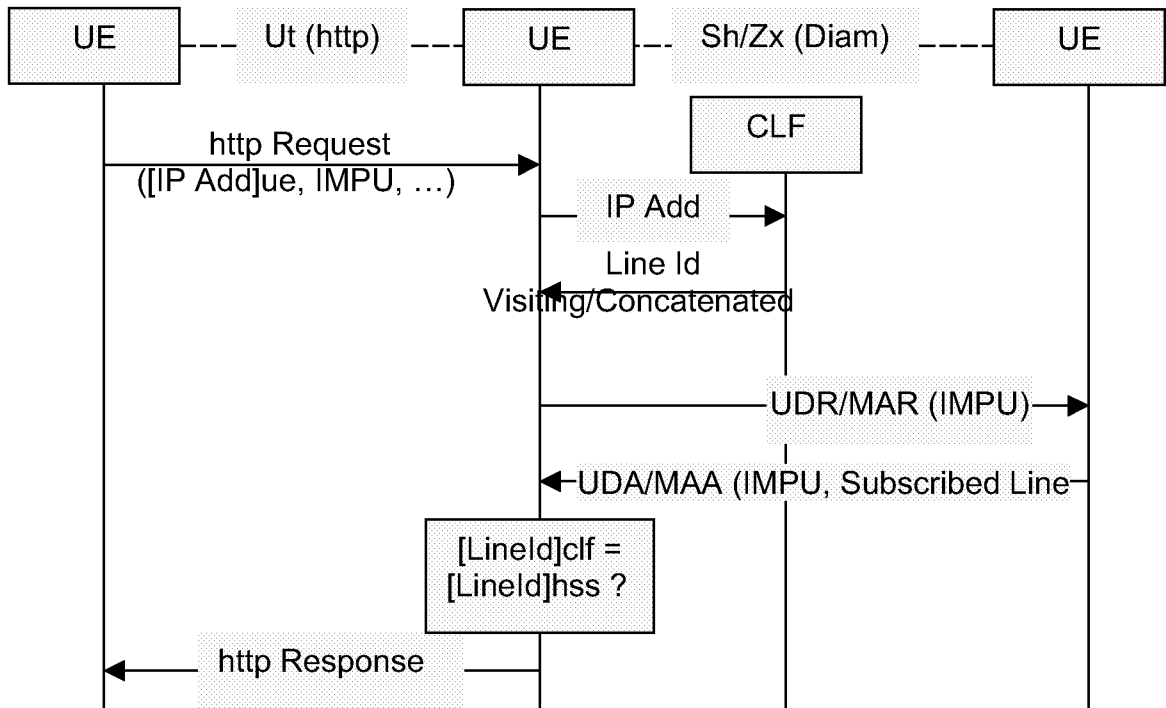 UE
Ut (http)
UE
Sh/Zx (Diam)
UE
CLF
http Request
([IP Add]ue, IMPU, …)
IP Add
Line Id
Visiting/Concatenated
UDR/MAR (IMPU)
UDA/MAA (IMPU, Subscribed Line
[LineId]clf =
[LineId]hss ?
http Response